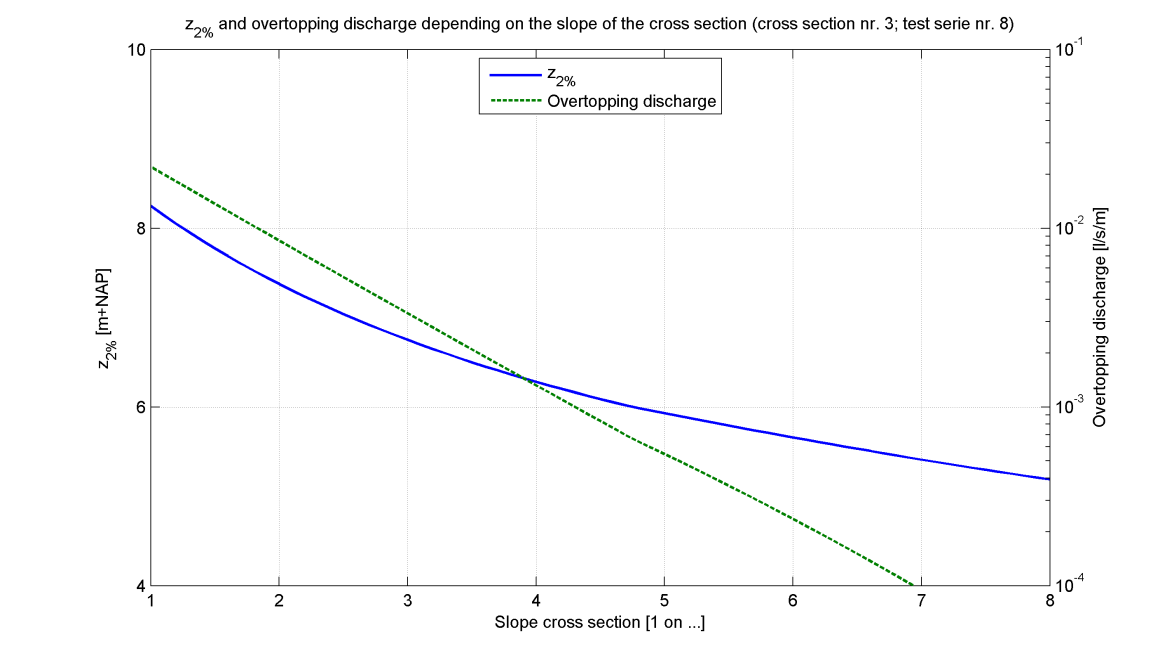 z2% and overtopping discharge depending on the slope of the cross section (cross section nr. 3; test serie nr. 8)
z2%
Overtopping discharge
10
8
6
4
z2% [m+NAP]
10-1
10-2
10-3
10-4
Overtopping discharge [l/s/m]
1 2 3 4 5 6 7 8
Slope cross section [1 on ...]